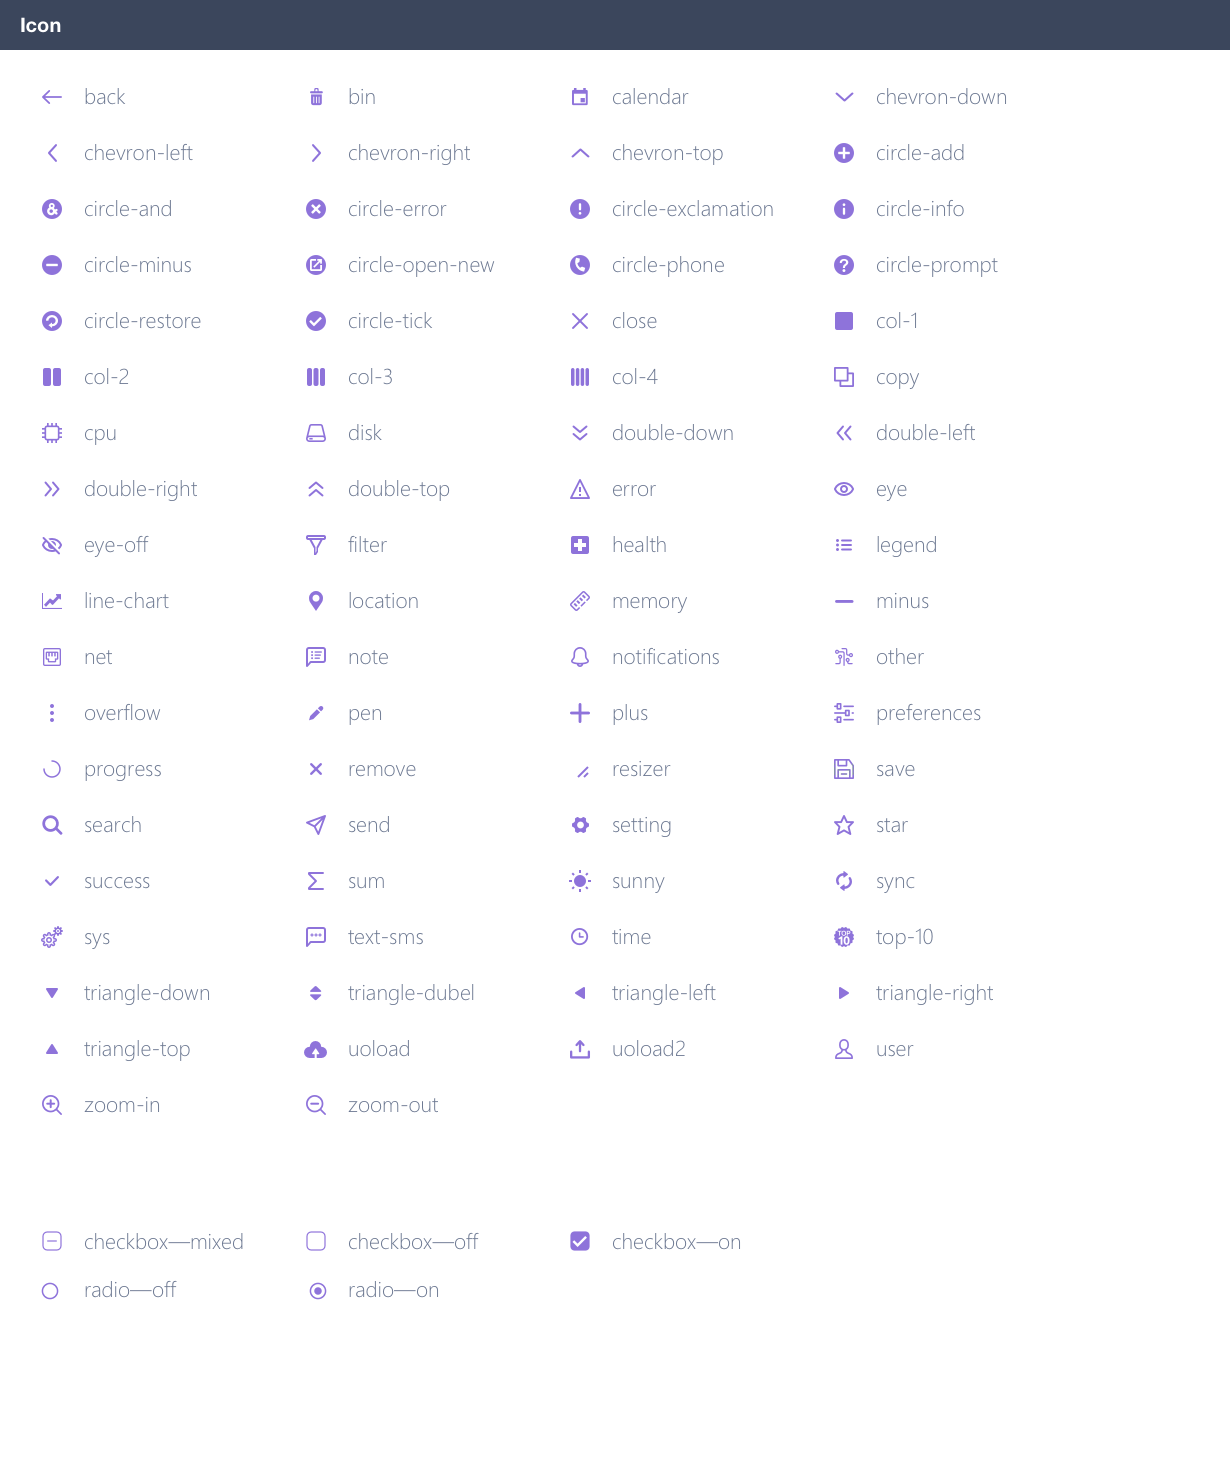 Icon
back bin calendar chevron-down
chevron-left chevron-right chevron-top circle-add
circle-and circle-error circle-exclamation circle-info
circle-minus circle-open-new circle-phone circle-prompt
circle-restore circle-tick close col-1
col-2 col-3 col-4 copy
cpu disk double-down double-left
double-right double-top error eye
eye-off filter health legend
line-chart location memory minus
net note notifications other
overflow pen plus preferences
progress remove resizer save
search send setting star
success sum sunny sync
sys text-sms time TOP 10 top-10
triangle-down triangle-dubel triangle-left triangle-right
triangle-top uoload uoload2 user
zoom-in zoom-out
checkbox—mixed checkbox—off checkbox—on
radio—off radio—on